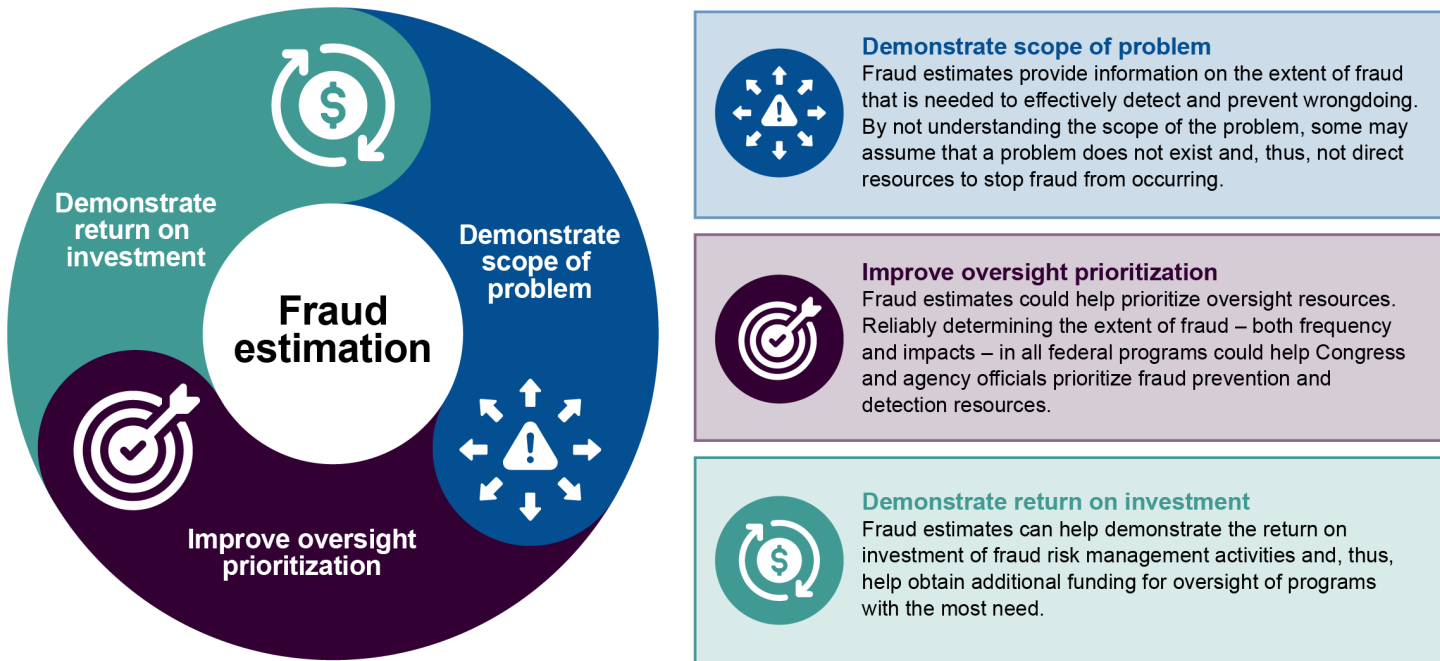 Demonstrate
return on
investment
Demonstrate
scope of
problem
Fraud
estimation
Improve oversight
prioritization
Demonstrate scope of problem
Fraud estimates provide information on the extent of fraud
that is needed to effectively detect and prevent wrongdoing.
By not understanding the scope of the problem, some may
assume that a problem does not exist and, thus, not direct
resources to stop fraud from occurring.
Improve oversight prioritization
Fraud estimates could help prioritize oversight resources.
Reliably determining the extent of fraud – both frequency
and impacts – in all federal programs could help Congress
and agency officials prioritize fraud prevention and
detection resources.
Demonstrate return on investment
Fraud estimates can help demonstrate the return on
investment of fraud risk management activities and, thus,
help obtain additional funding for oversight of programs
with the most need.